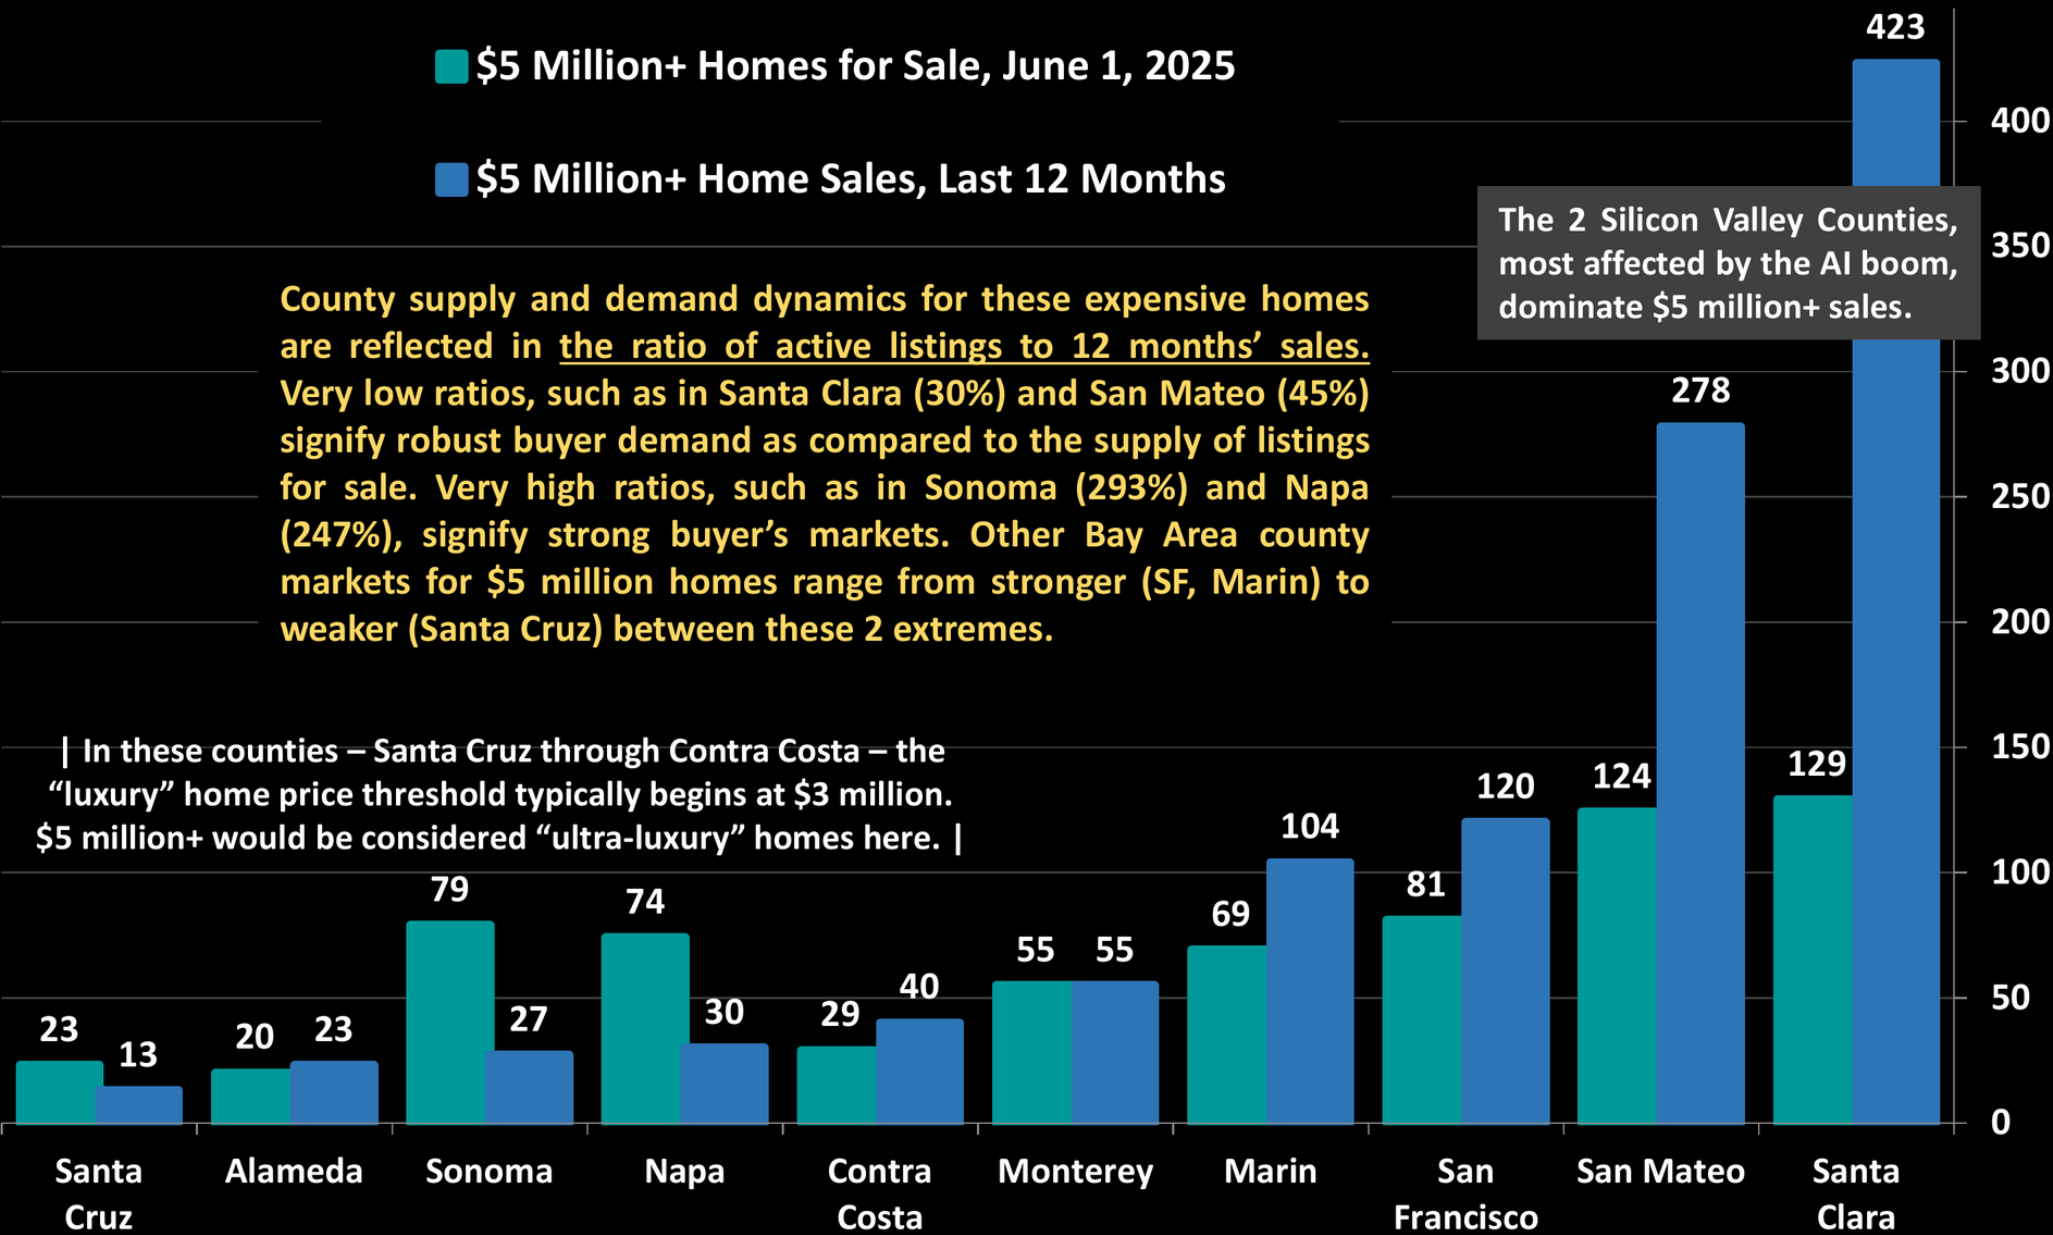 $5 Million+ Homes for Sale, June 1, 2025
$5 Million+ Home Sales, Last 12 Months
The 2 Silicon Valley Counties,
most affected by the AI boom,
dominate $5 million+ sales.
County supply and demand dynamics for these expensive homes
are reflected in the ratio of active listings to 12 months’ sales.
Very low ratios, such as in Santa Clara (30%) and San Mateo (45%)
signify robust buyer demand as compared to the supply of listings
for sale. Very high ratios, such as in Sonoma (293%) and Napa
(247%), signify strong buyer’s markets. Other Bay Area county
markets for $5 million homes range from stronger (SF, Marin) to
weaker (Santa Cruz) between these 2 extremes.
| In these counties – Santa Cruz through Contra Costa – the
“luxury” home price threshold typically begins at $3 million.
$5 million+ would be considered “ultra-luxury” homes here. |
23
13
20
23
79
27
74
30
29
40
55
55
69
104
81
120
124
278
129
423
400
350
300
250
200
150
100
50
0
Santa
Cruz
Alameda
Sonoma
Napa
Contra
Costa
Monterey
Marin
San
Francisco
San Mateo
Santa
Clara